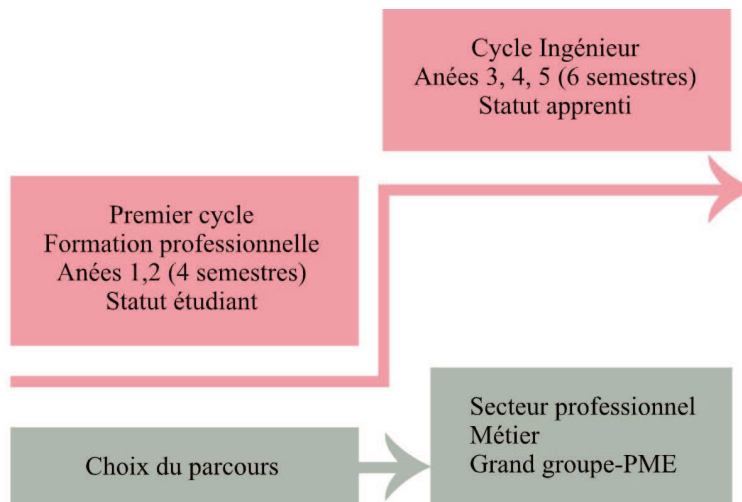 Cycle Ingénieur
Anées 3, 4, 5 (6 semestres)
Statut apprenti
Premier cycle
Formation professionnelle
Anées 1,2 (4 semestres)
Statut étudiant
Choix du parcours
Secteur professionnel
Métier
Grand groupe-PME